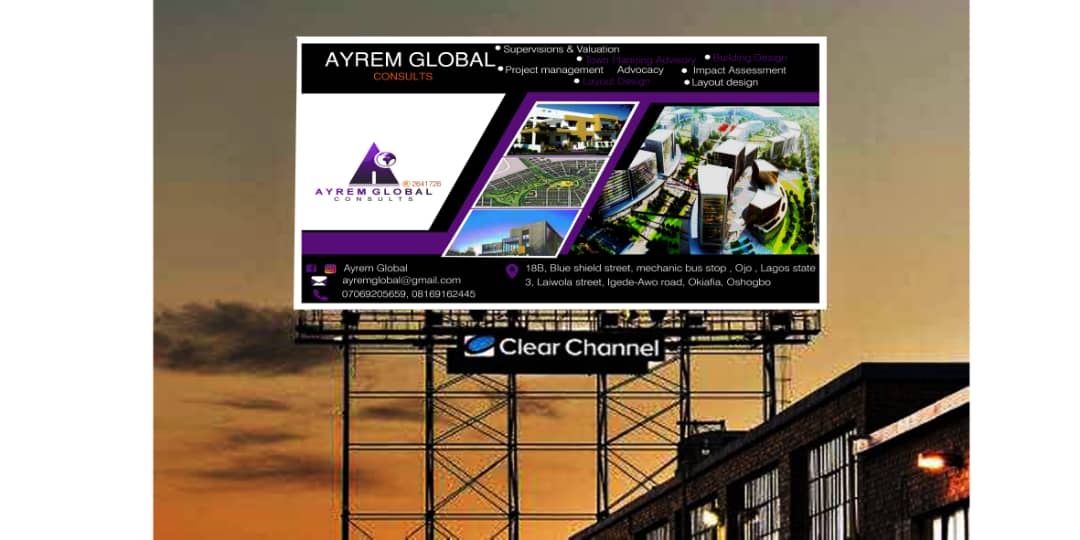 AYREM GLOBAL
CONSULTS
Supervisions & Valuation
Town Planning Advisory
Building Design
Project management
Advocacy
Impact Assessment
Layout Design
Layout design
2641726
AYREM GLOBAL
CONSULTS
Ayrem Global
ayremglobal@gmail.com
07069205659, 08169162445
18B, Blue shield street, mechanic bus stop , Ojo , Lagos state
3, Laiwola street, Igede-Awo road, Okiafia, Oshogbo
Clear Channel